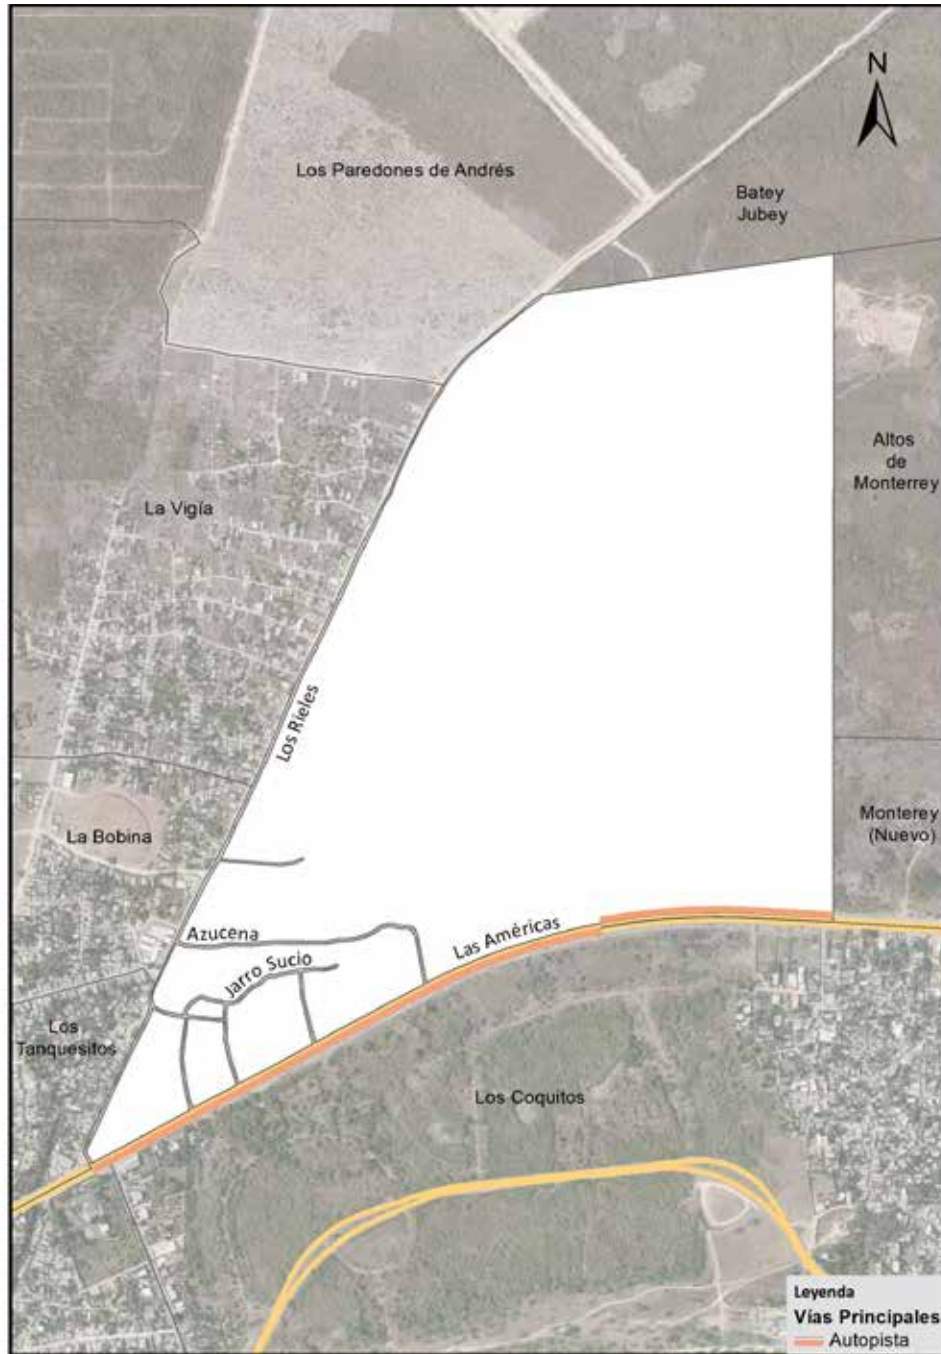 N
Los Paredones de Andrés
Batey
Jubey
Altos
de
Monterrey
La Vigía
Los Rieles
La Bobina
Monterey
(Nuevo)
Azucena
Las Américas
Jarro Sucio
Los
Tanquesitos
Los Coquitos
Leyenda
Vías Principales
Autopista